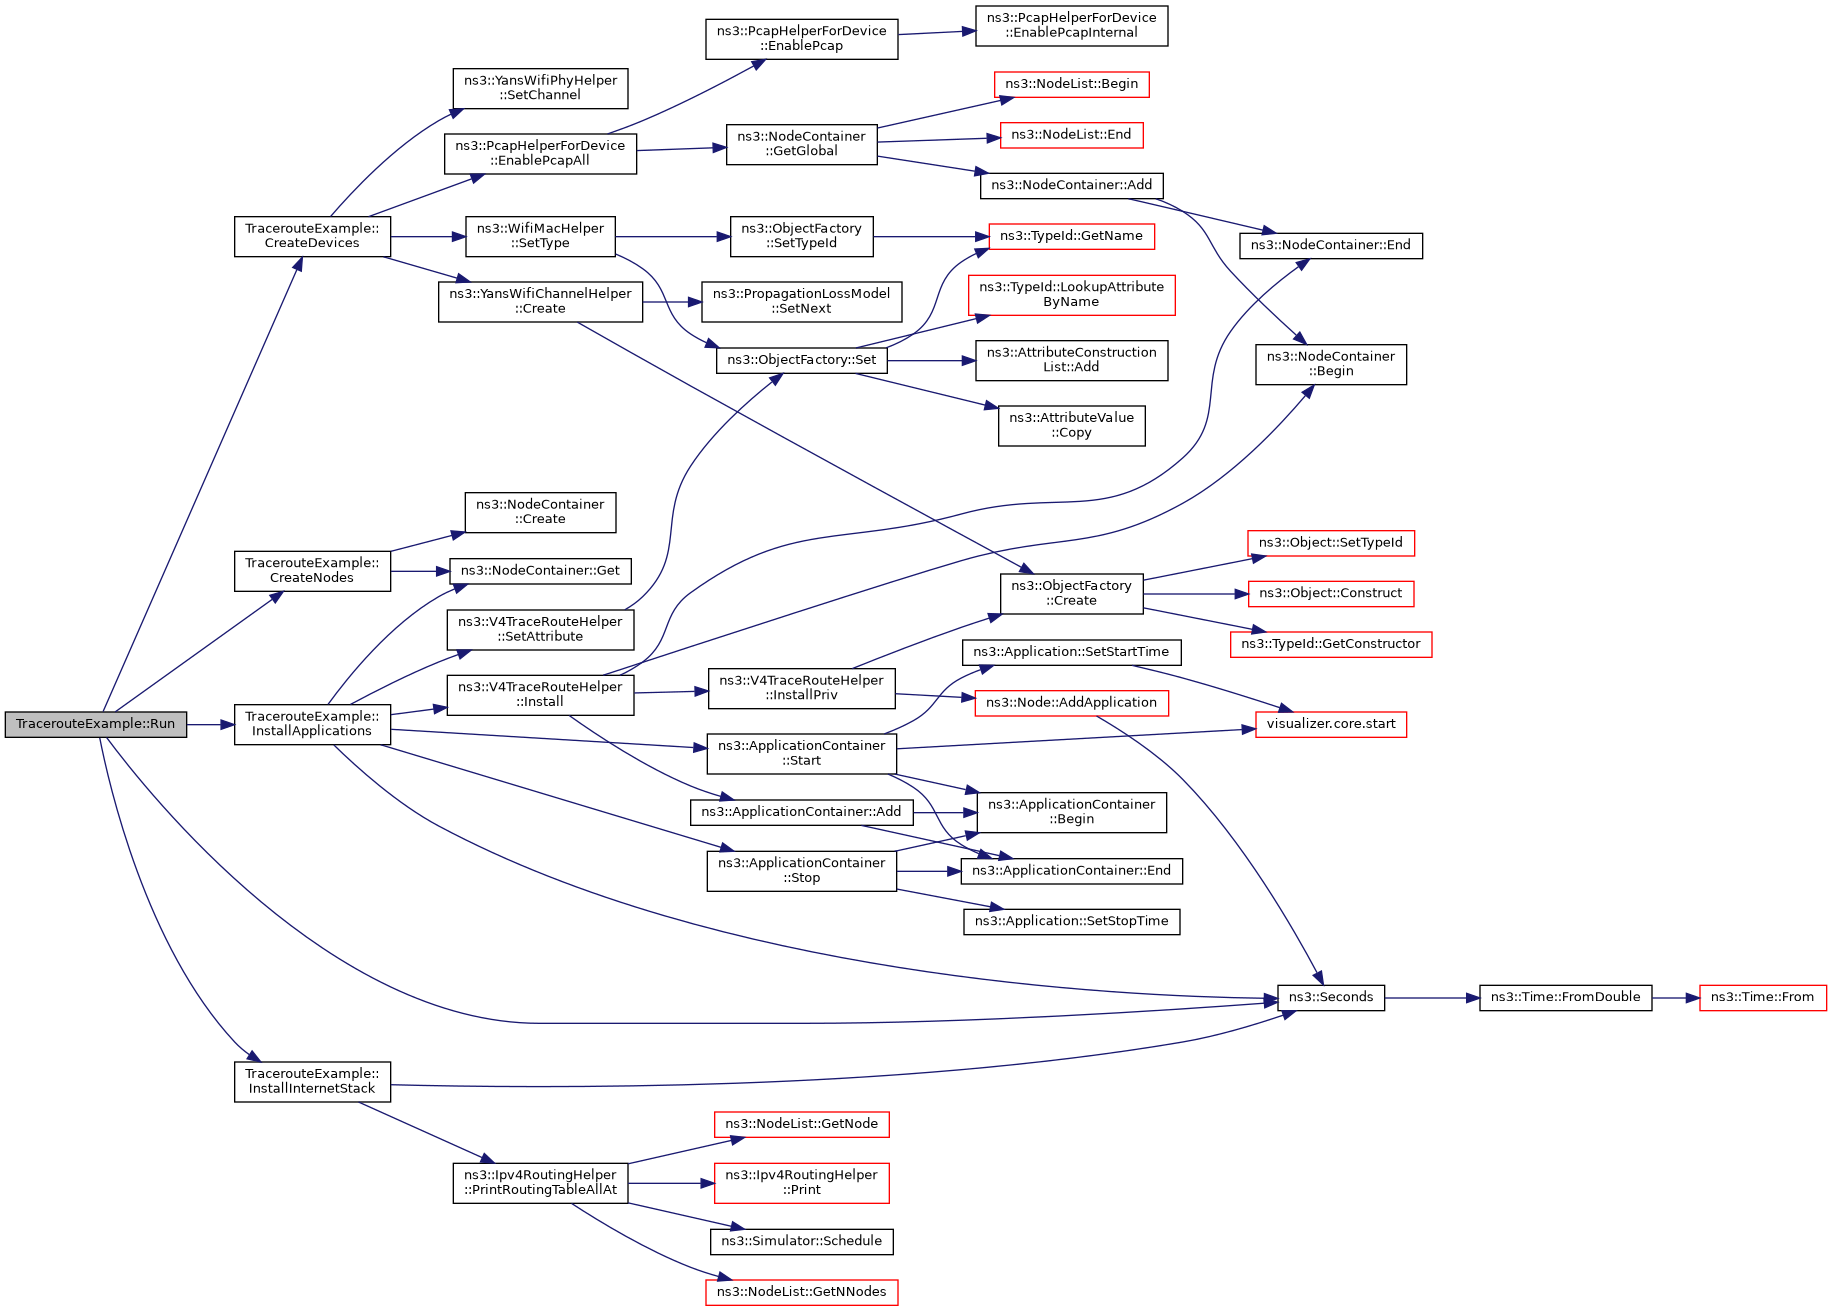 TracerouteExample::Run
TracerouteExample::
CreateDevices
TracerouteExample::
CreateNodes
TracerouteExample::
InstallApplications
TracerouteExample::
InstallInternetStack
ns3::YansWifiPhyHelper
::SetChannel
ns3::PcapHelperForDevice
::EnablePcapAll
ns3::WifiMacHelper
::SetType
ns3::YansWifiChannelHelper
::Create
ns3::NodeContainer
::Create
ns3::NodeContainer::Get
ns3::V4TraceRouteHelper
::SetAttribute
ns3::V4TraceRouteHelper
::Install
ns3::Ipv4RoutingHelper
::PrintRoutingTableAllAt
ns3::PcapHelperForDevice
::EnablePcap
ns3::NodeContainer
::GetGlobal
ns3::ObjectFactory
::SetTypeId
ns3::PropagationLossModel
::SetNext
ns3::ObjectFactory::Set
ns3::V4TraceRouteHelper
::InstallPriv
ns3::ApplicationContainer
::Start
ns3::ApplicationContainer::Add
ns3::ApplicationContainer
::Stop
ns3::NodeList::GetNode
ns3::Ipv4RoutingHelper
::Print
ns3::Simulator::Schedule
ns3::NodeList::GetNNodes
ns3::PcapHelperForDevice
::EnablePcapInternal
ns3::NodeList::Begin
ns3::NodeList::End
ns3::NodeContainer::Add
ns3::TypeId::GetName
ns3::TypeId::LookupAttribute
ByName
ns3::AttributeConstruction
List::Add
ns3::AttributeValue
::Copy
ns3::ObjectFactory
::Create
ns3::Application::SetStartTime
ns3::Node::AddApplication
ns3::ApplicationContainer
::Begin
ns3::ApplicationContainer::End
ns3::Application::SetStopTime
ns3::NodeContainer::End
ns3::NodeContainer
::Begin
ns3::Object::SetTypeId
ns3::Object::Construct
ns3::TypeId::GetConstructor
visualizer.core.start
ns3::Seconds
ns3::Time::FromDouble
ns3::Time::From